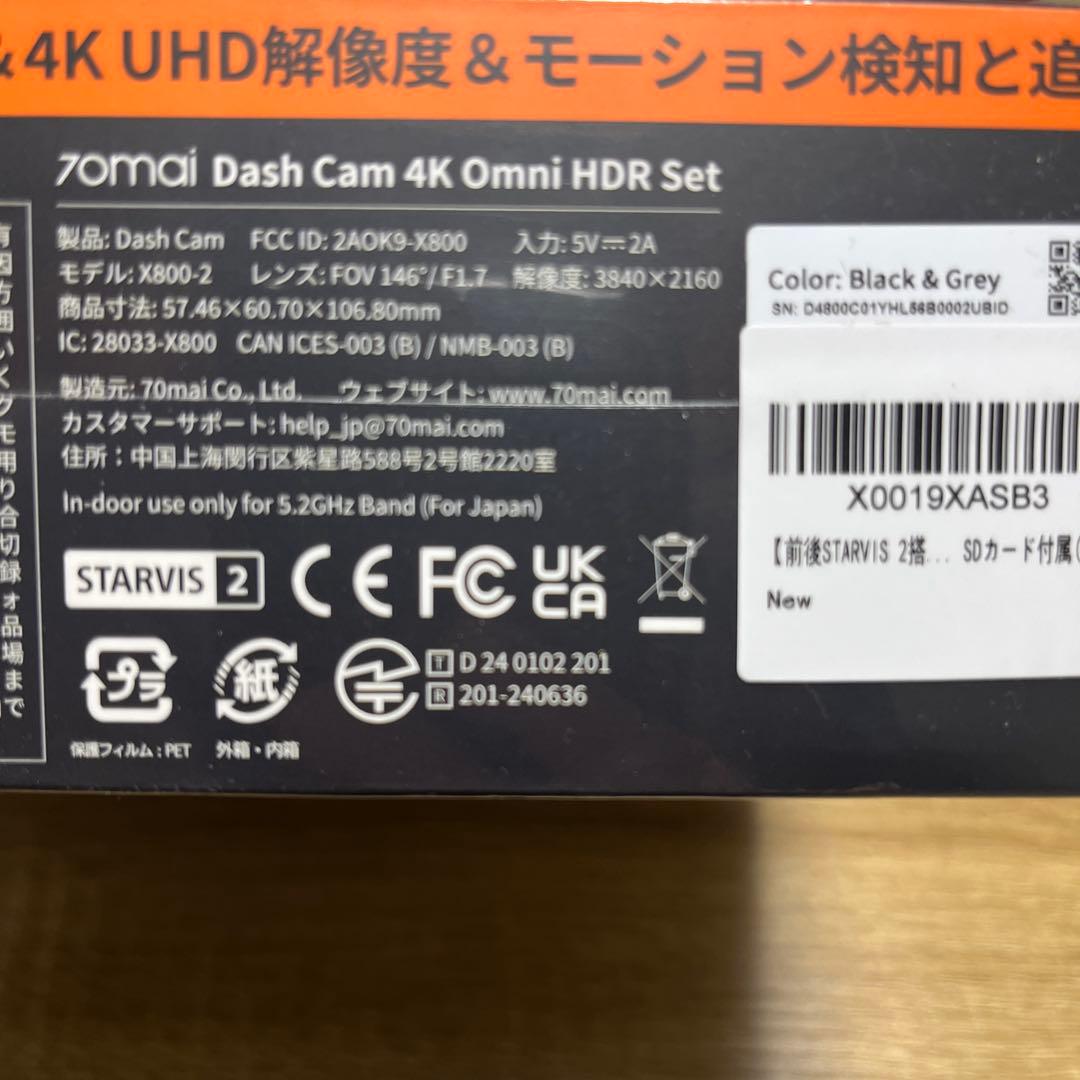 &4K UHD解像度&モーション検知と追
70mai Dash Cam 4K Omni HDR Set
製品: Dash Cam FCC ID: 2AOK9-X800 入力: 5V⎓2A
モデル: X800-2 レンズ: FOV 146°/ F1.7 解像度: 3840×2160
商品寸法: 57.46×60.70×106.80mm
IC: 28033-X800 CAN ICES-003 (B) / NMB-003 (B)
製造元: 70mai Co., Ltd. ウェブサイト: www.70mai.com
カスタマーサポート: help_jp@70mai.com
住所：中国上海閔行区紫星路588号2号館2220室
In-door use only for 5.2GHz Band (For Japan)
STARVIS 2 CE FC UK CA
プラ 紙
T D 24 0102 201
R 201-240636
保護フィルム : PET 外箱・内箱
Color: Black & Grey
SN: D4800C01YHL56B0002UBID
X0019XASB3
【前後STARVIS 2搭... SDカード付属(
New